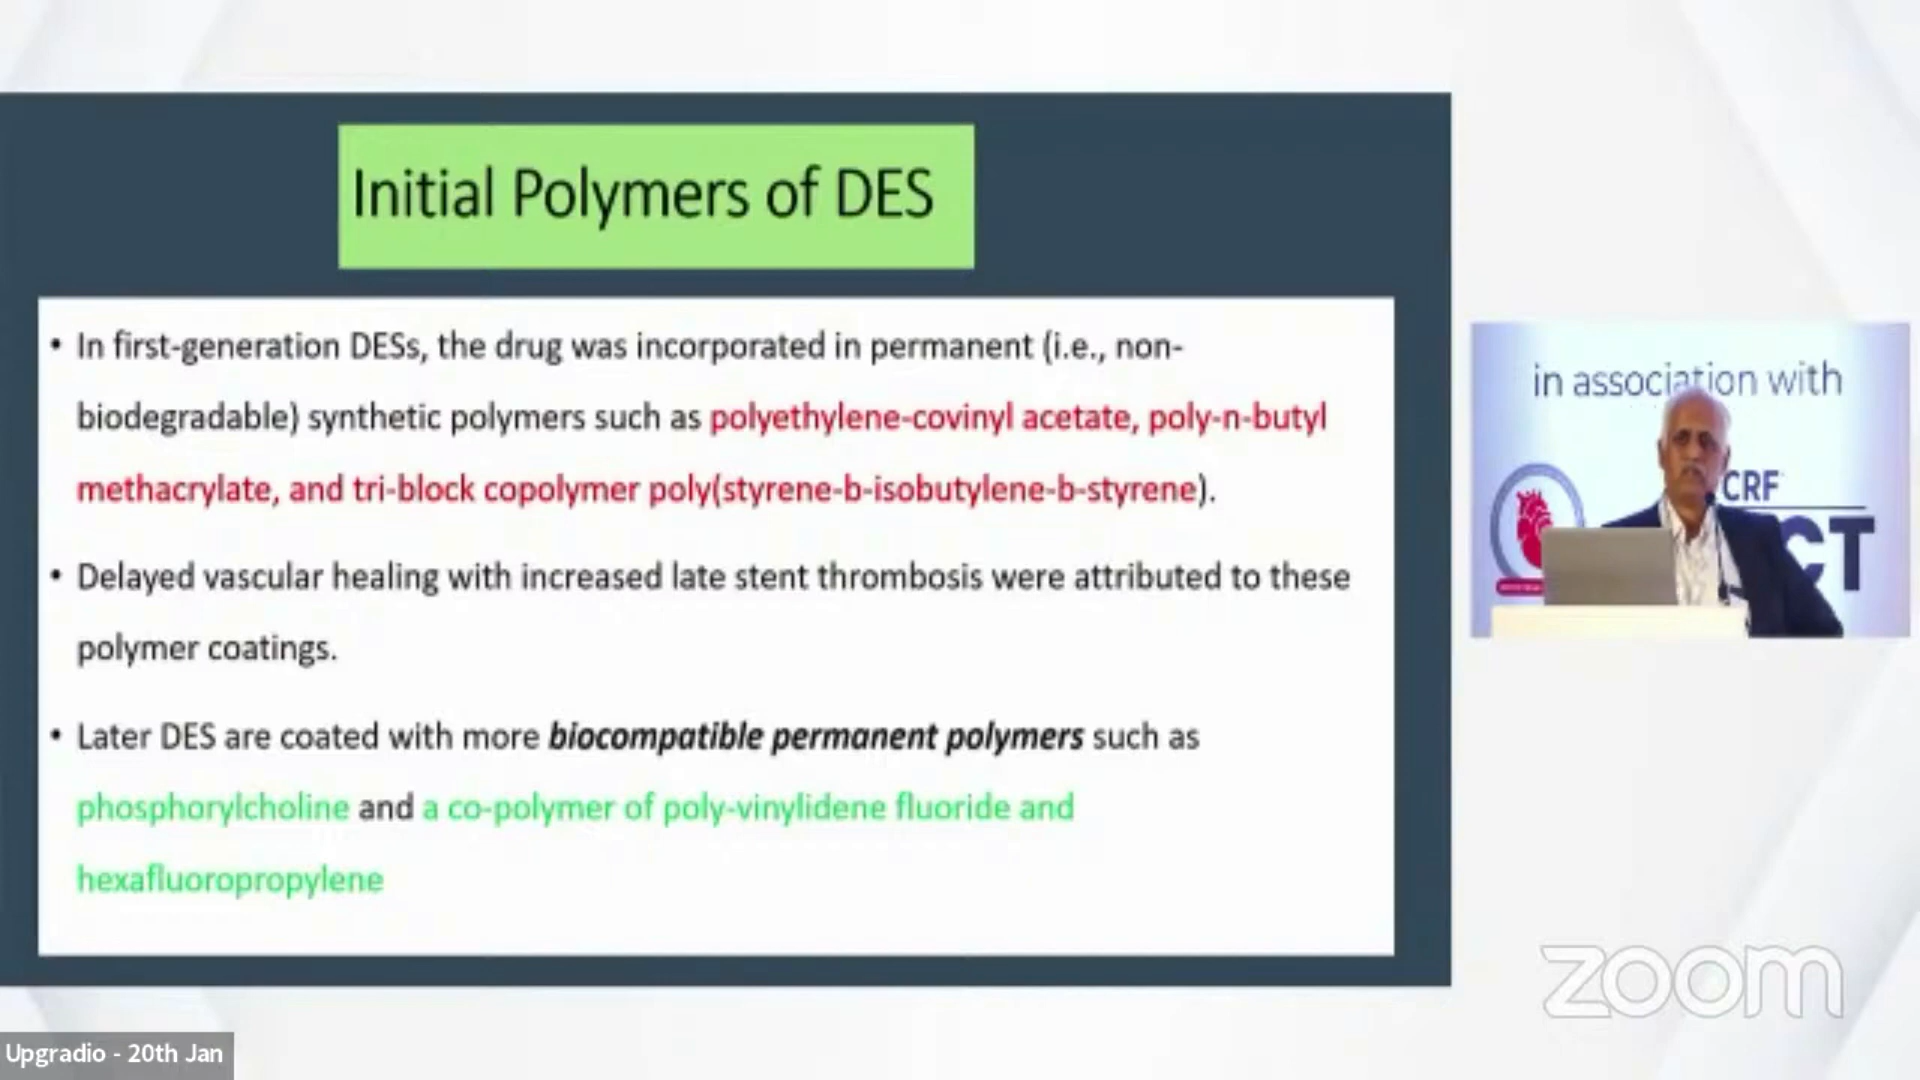 Initial Polymers of DES
• In first-generation DESs, the drug was incorporated in permanent (i.e., non-
biodegradable) synthetic polymers such as polyethylene-covinyl acetate, poly-n-butyl
methacrylate, and tri-block copolymer poly(styrene-b-isobutylene-b-styrene).
• Delayed vascular healing with increased late stent thrombosis were attributed to these
polymer coatings.
• Later DES are coated with more biocompatible permanent polymers such as
phosphorylcholine and a co-polymer of poly-vinylidene fluoride and
hexafluoropropylene
in association with
CRF
CT
zoom
Upgradio - 20th Jan